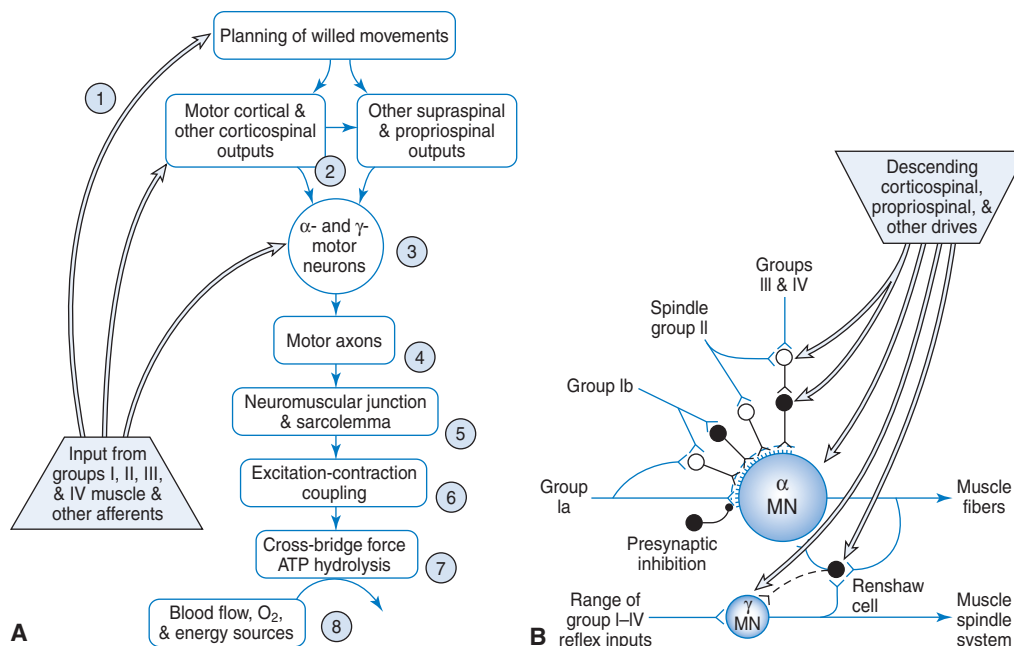 Planning of willed movements
1
Motor cortical &
other corticospinal
outputs
Other supraspinal
& propriospinal
outputs
2
α- and γ-
motor
neurons
3
Motor axons
4
Neuromuscular junction
& sarcolemma
5
Input from
groups I, II, III,
& IV muscle &
other afferents
Excitation-contraction
coupling
6
Cross-bridge force
ATP hydrolysis
7
Blood flow, O₂,
& energy sources
8
A
Descending
corticospinal,
propriospinal, &
other drives
Groups
III & IV
Spindle
group II
Group Ib
Group
Ia
α
MN
Muscle
fibers
Presynaptic
inhibition
Renshaw
cell
Range of
group I–IV
reflex inputs
γ
MN
Muscle
spindle
system
B